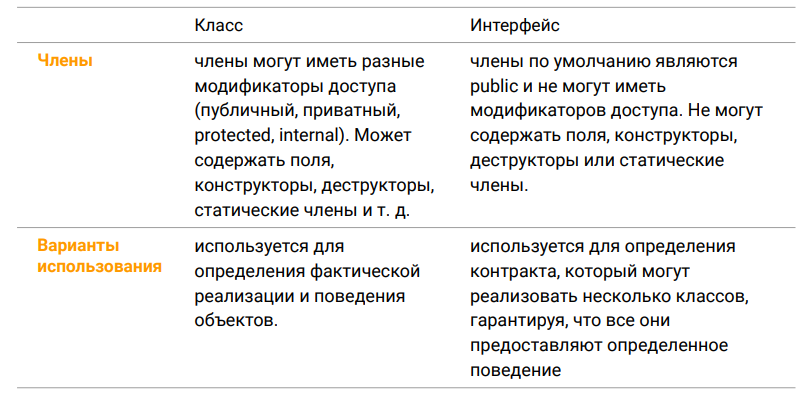 Класс
Интерфейс
Члены
члены могут иметь разные
модификаторы доступа
(публичный, приватный,
protected, internal). Может
содержать поля,
конструкторы, деструкторы,
статические члены и т. д.
члены по умолчанию являются
public и не могут иметь
модификаторов доступа. Не могут
содержать поля, конструкторы,
деструкторы или статические
члены.
Варианты
использования
используется для
определения фактической
реализации и поведения
объектов.
используется для определения
контракта, который могут
реализовать несколько классов,
гарантируя, что все они
предоставляют определенное
поведение